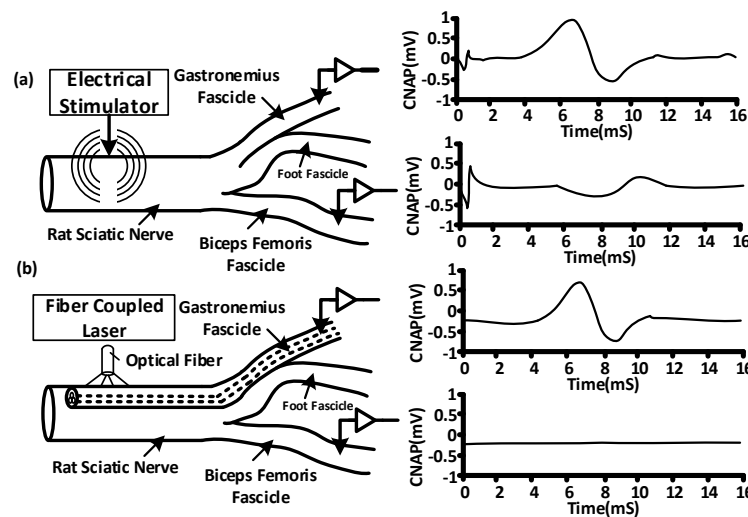 (a)
Electrical
Stimulator
Gastronemius
Fascicle
Foot Fascicle
Rat Sciatic Nerve
Biceps Femoris
Fascicle
CNAP(mV)
1
0.5
0
-0.5
-1
0 2 4 6 8 10 12 14 16
Time(mS)
CNAP(mV)
1
0.5
0
-0.5
-1
0 2 4 6 8 10 12 14 16
Time(mS)
(b)
Fiber Coupled
Laser
Optical Fiber
Gastronemius
Fascicle
Foot Fascicle
Rat Sciatic Nerve
Biceps Femoris
Fascicle
CNAP(mV)
1
0.5
0
-0.5
-1
0 2 4 6 8 10 12 14 16
Time(mS)
CNAP(mV)
1
0.5
0
-0.5
-1
0 2 4 6 8 10 12 14 16
Time(mS)